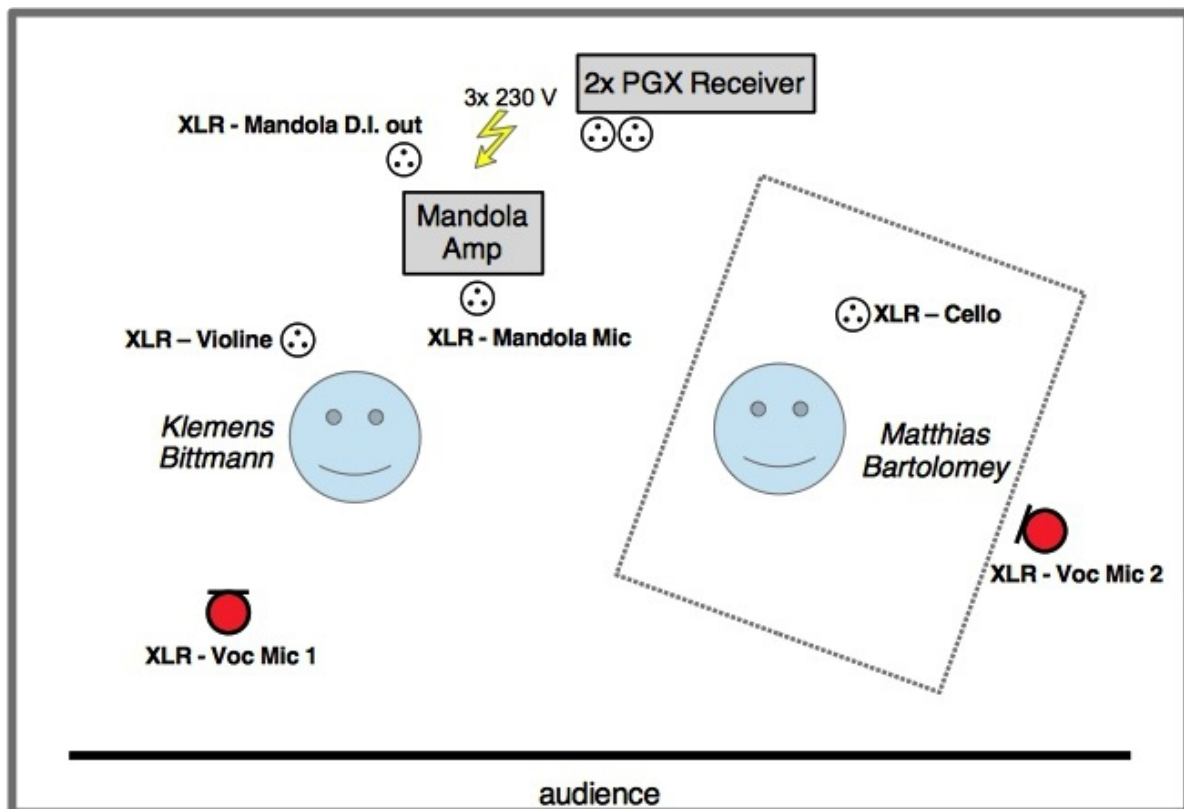 2x PGX Receiver
3x 230 V
XLR - Mandola D.I. out
Mandola
Amp
XLR – Cello
XLR – Violine
XLR - Mandola Mic
Klemens
Bittmann
Matthias
Bartolomey
XLR - Voc Mic 2
XLR - Voc Mic 1
audience